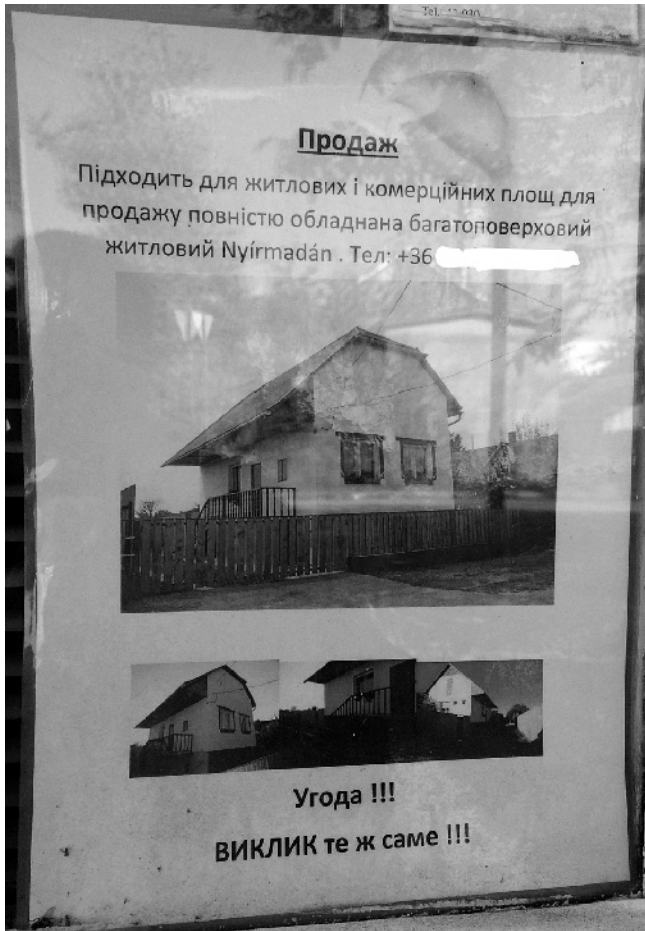 Tel.:
Продаж
Підходить для житлових і комерційних площ для
продажу повністю обладнана багатоповерховий
житловий Nyírmadán . Тел: +36
Угода !!!
ВИКЛИК те ж саме !!!